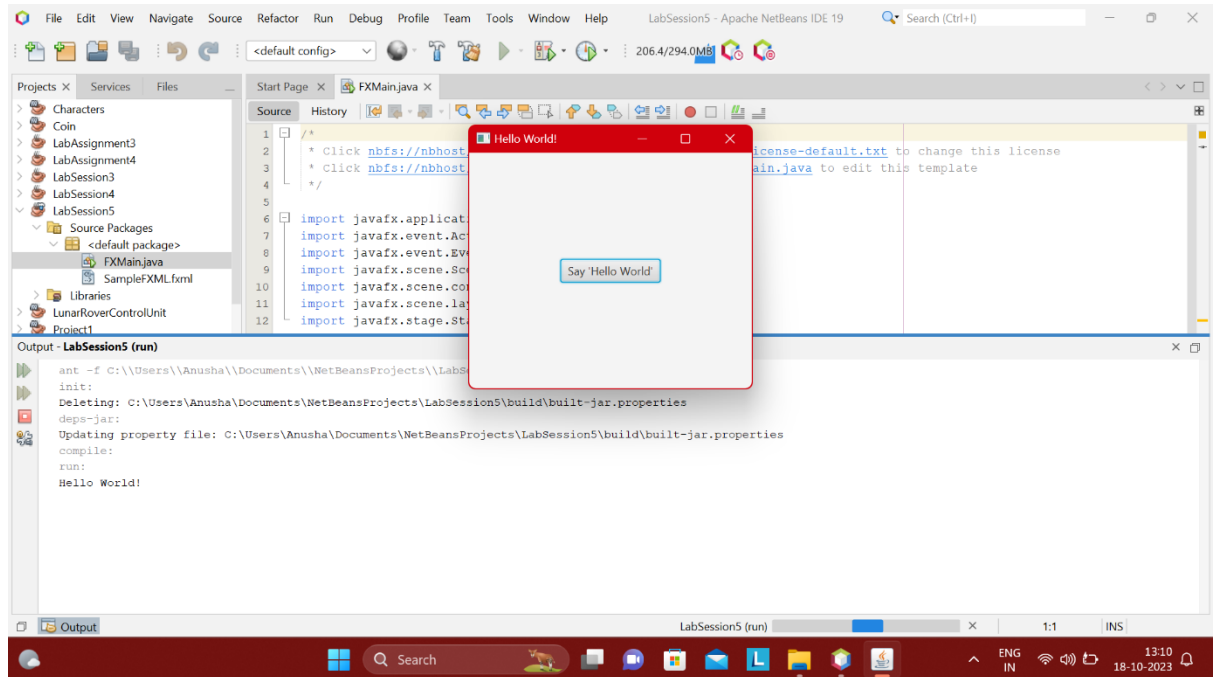 File Edit View Navigate Source Refactor Run Debug Profile Team Tools Window Help LabSession5 - Apache NetBeans IDE 19 Search (Ctrl+I)
<default config> 206.4/294.0MB
Projects Services Files
Start Page FXMain.java
Characters
Coin
LabAssignment3
LabAssignment4
LabSession3
LabSession4
LabSession5
Source Packages
<default package>
FXMain.java
SampleFXML.fxml
Libraries
LunarRoverControlUnit
Project1
Source History
1 /*
2 * Click nbfs://nbhost icense-default.txt to change this license
3 * Click nbfs://nbhost ain.java to edit this template
4 */
5
6 import javafx.applicat
7 import javafx.event.Ac
8 import javafx.event.Eve
9 import javafx.scene.Sc
10 import javafx.scene.co
11 import javafx.scene.la
12 import javafx.stage.St
Hello World!
Say 'Hello World'
Output - LabSession5 (run)
ant -f C:\\Users\\Anusha\\Documents\\NetBeansProjects\\LabS
init:
Deleting: C:\Users\Anusha\Documents\NetBeansProjects\LabSession5\build\built-jar.properties
deps-jar:
Updating property file: C:\Users\Anusha\Documents\NetBeansProjects\LabSession5\build\built-jar.properties
compile:
run:
Hello World!
Output LabSession5 (run) 1:1 INS
Search L ENG 13:10
IN 18-10-2023